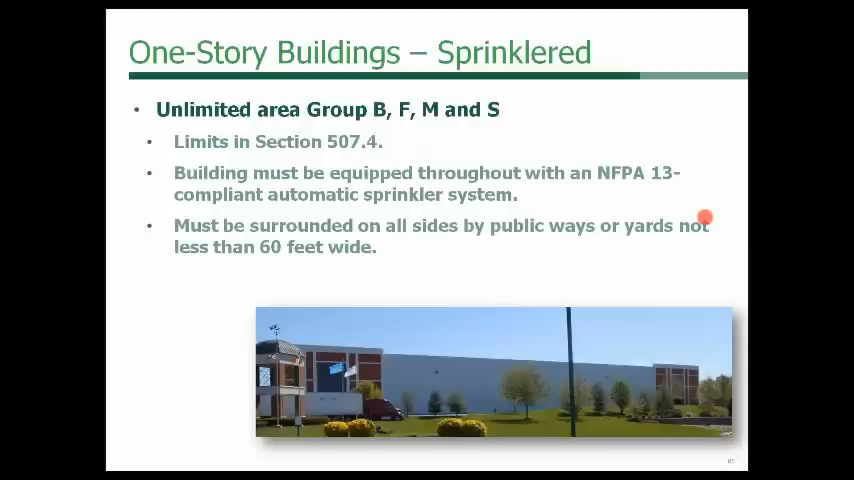 One-Story Buildings – Sprinklered
• Unlimited area Group B, F, M and S
• Limits in Section 507.4.
• Building must be equipped throughout with an NFPA 13-
compliant automatic sprinkler system.
• Must be surrounded on all sides by public ways or yards not
less than 60 feet wide.